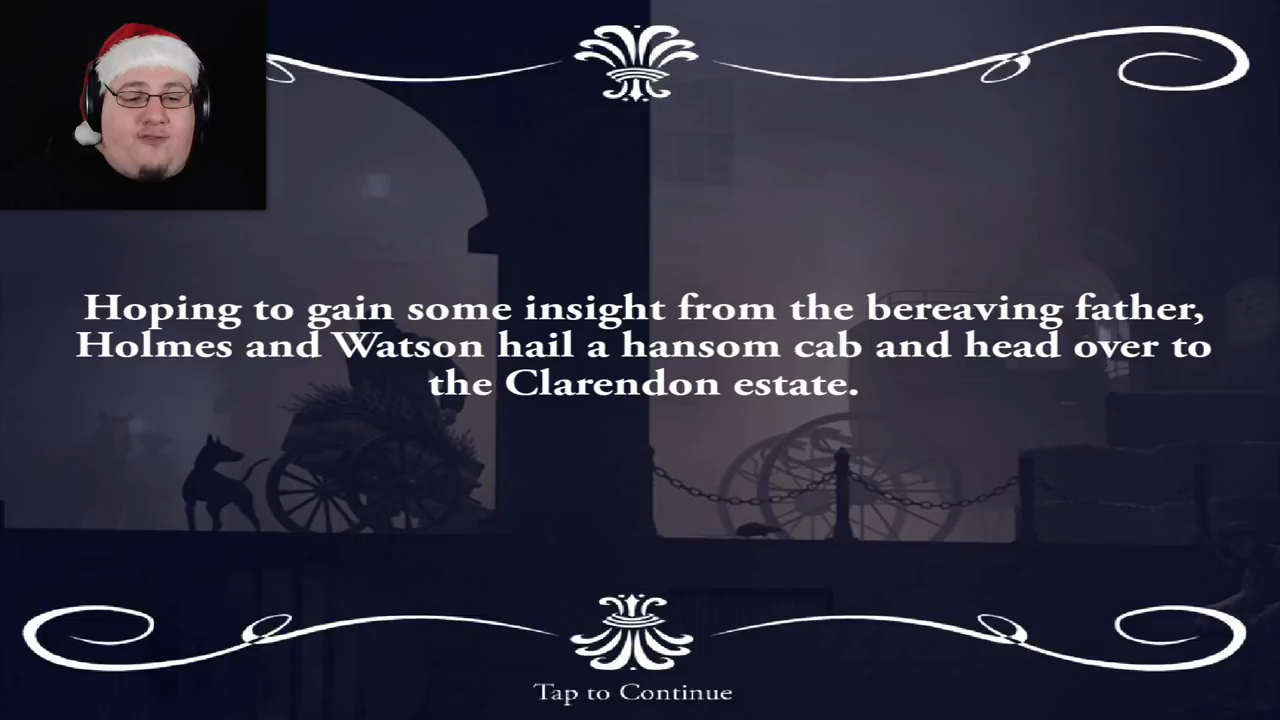 Hoping to gain some insight from the bereaving father,
Holmes and Watson hail a hansom cab and head over to
the Clarendon estate.
Tap to Continue